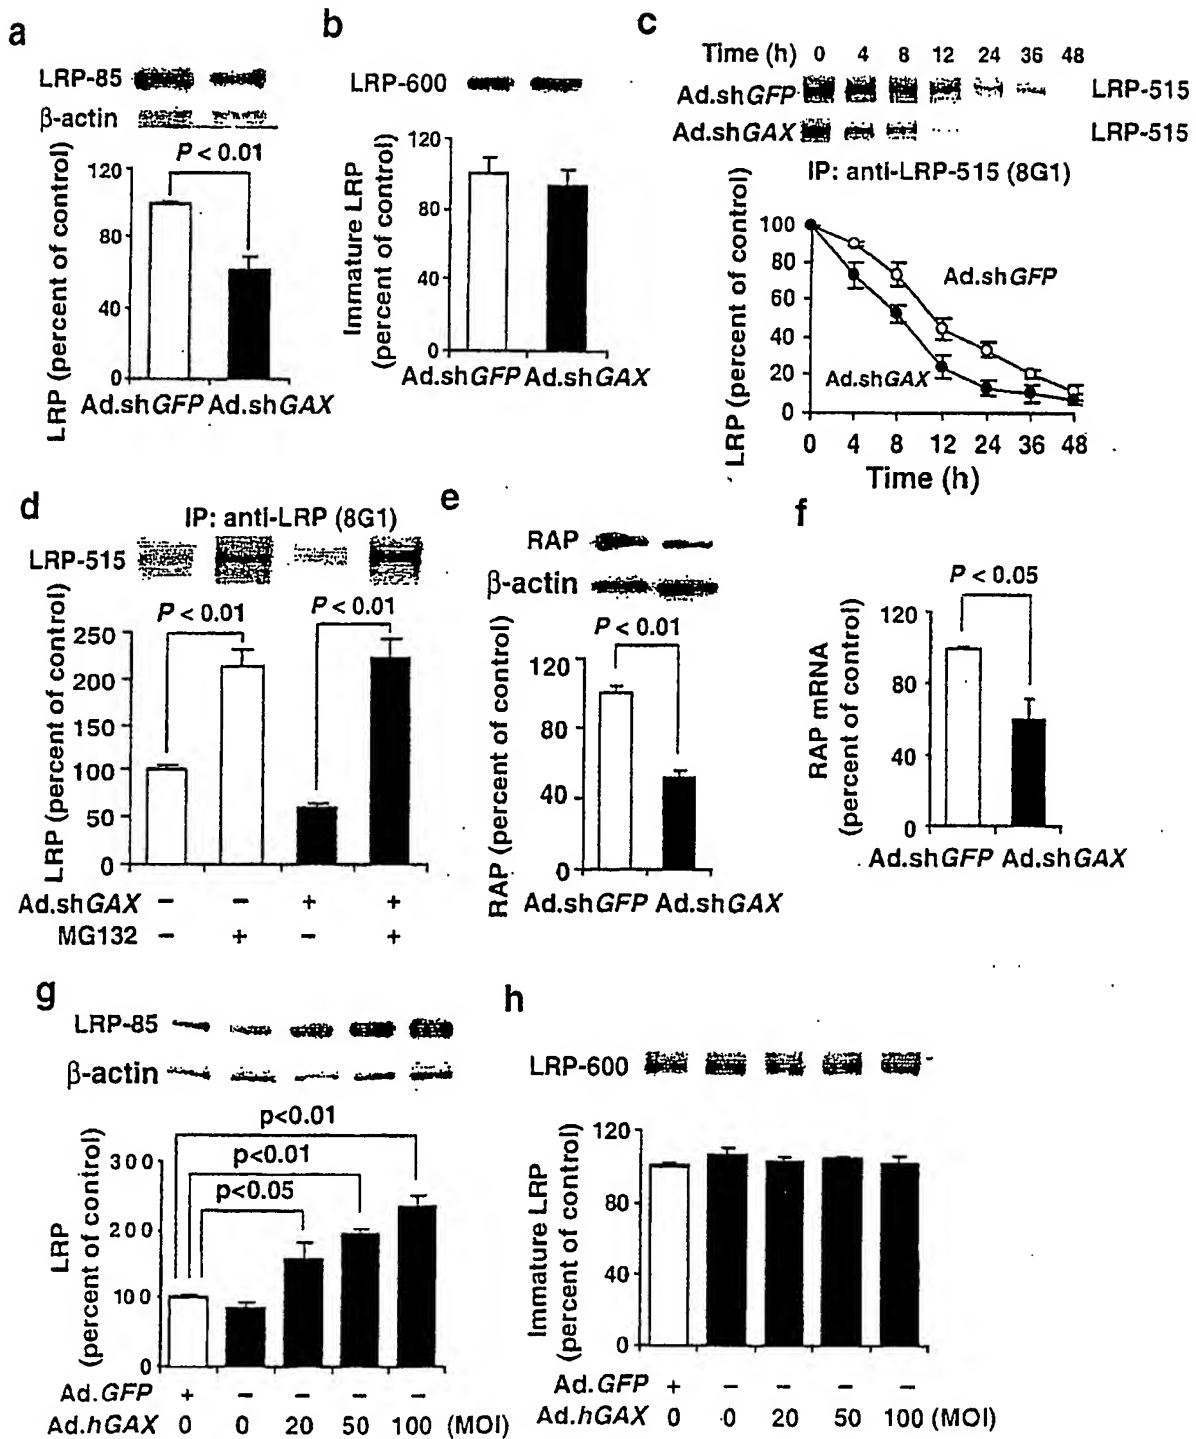 a
LRP-85
β-actin
P < 0.01
120
80
40
0
LRP (percent of control)
Ad.shGFP Ad.shGAX
b
LRP-600
120
80
40
0
Immature LRP
(percent of control)
Ad.shGFP Ad.shGAX
c
Time (h) 0 4 8 12 24 36 48
Ad.shGFP LRP-515
Ad.shGAX LRP-515
IP: anti-LRP-515 (8G1)
100
80
60
40
20
0
LRP (percent of control)
Ad.shGFP
Ad.shGAX
0 4 8 12 24 36 48
Time (h)
d
IP: anti-LRP (8G1)
LRP-515
P < 0.01 P < 0.01
250
200
150
100
50
0
LRP (percent of control)
Ad.shGAX − − + +
MG132 − + − +
e
RAP
β-actin
P < 0.01
120
80
40
0
RAP (percent of control)
Ad.shGFP Ad.shGAX
f
P < 0.05
120
80
40
0
RAP mRNA
(percent of control)
Ad.shGFP Ad.shGAX
g
LRP-85
β-actin
p<0.01
p<0.01
p<0.05
300
200
100
0
LRP
(percent of control)
Ad.GFP + − − − −
Ad.hGAX 0 0 20 50 100 (MOI)
h
LRP-600
120
80
40
0
Immature LRP
(percent of control)
Ad.GFP + − − − −
Ad.hGAX 0 0 20 50 100 (MOI)